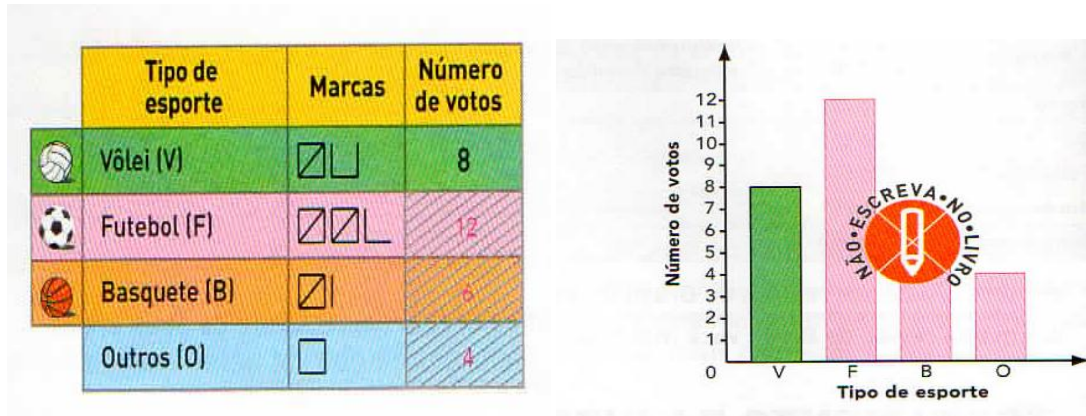 Tipo de
esporte
Marcas
Número
de votos
Vôlei (V)
8
Futebol (F)
12
Basquete (B)
6
Outros (O)
4
Número de votos
12
11
10
9
8
7
6
5
4
3
2
1
0
NÃO•ESCREVA•NO•LIVRO
V
F
B
O
Tipo de esporte